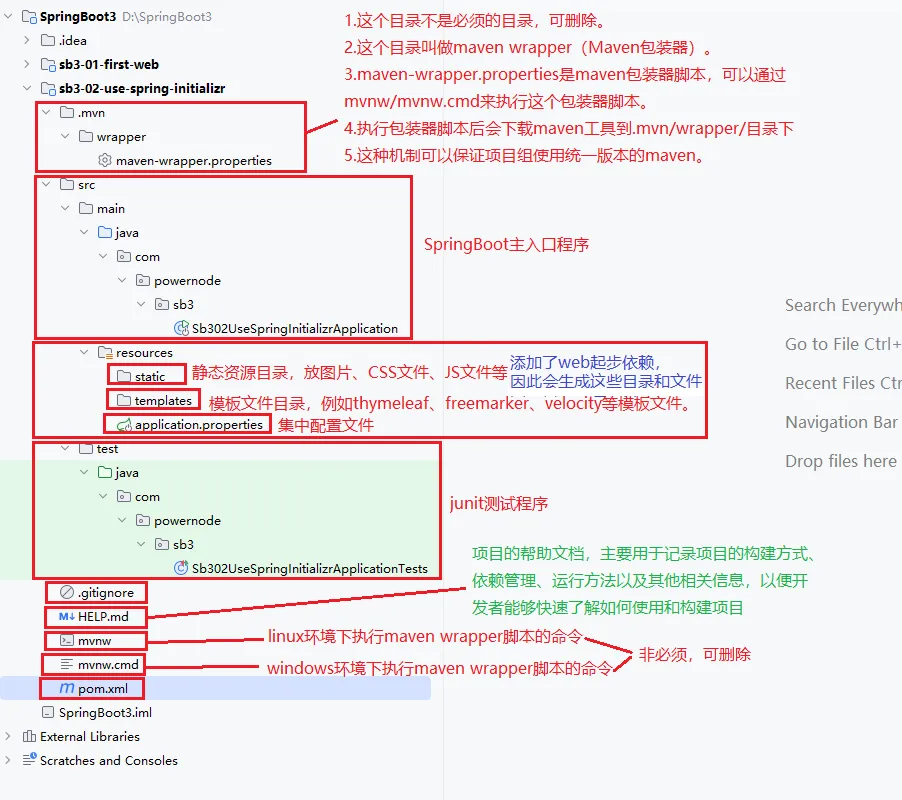 SpringBoot3 D:\SpringBoot3
.idea
sb3-01-first-web
sb3-02-use-spring-initializr
.mvn
wrapper
maven-wrapper.properties
1.这个目录不是必须的目录，可删除。
2.这个目录叫做maven wrapper（Maven包装器）。
3.maven-wrapper.properties是maven包装器脚本，可以通过
mvnw/mvnw.cmd来执行这个包装器脚本。
4.执行包装器脚本后会下载maven工具到.mvn/wrapper/目录下
5.这种机制可以保证项目组使用统一版本的maven。
src
main
java
com
powernode
sb3
Sb302UseSpringInitializrApplication
SpringBoot主入口程序
resources
static
静态资源目录，放图片、CSS文件、JS文件等
添加了web起步依赖，
因此会生成这些目录和文件
templates
模板文件目录，例如thymeleaf、freemarker、velocity等模板文件。
application.properties
集中配置文件
test
java
com
powernode
sb3
Sb302UseSpringInitializrApplicationTests
junit测试程序
.gitignore
HELP.md
项目的帮助文档，主要用于记录项目的构建方式、
依赖管理、运行方法以及其他相关信息，以便开
发者能够快速了解如何使用和构建项目
mvnw
linux环境下执行maven wrapper脚本的命令
mvnw.cmd
windows环境下执行maven wrapper脚本的命令
非必须，可删除
pom.xml
SpringBoot3.iml
External Libraries
Scratches and Consoles
Search Everywh
Go to File Ctrl+
Recent Files Ctr
Navigation Bar
Drop files here